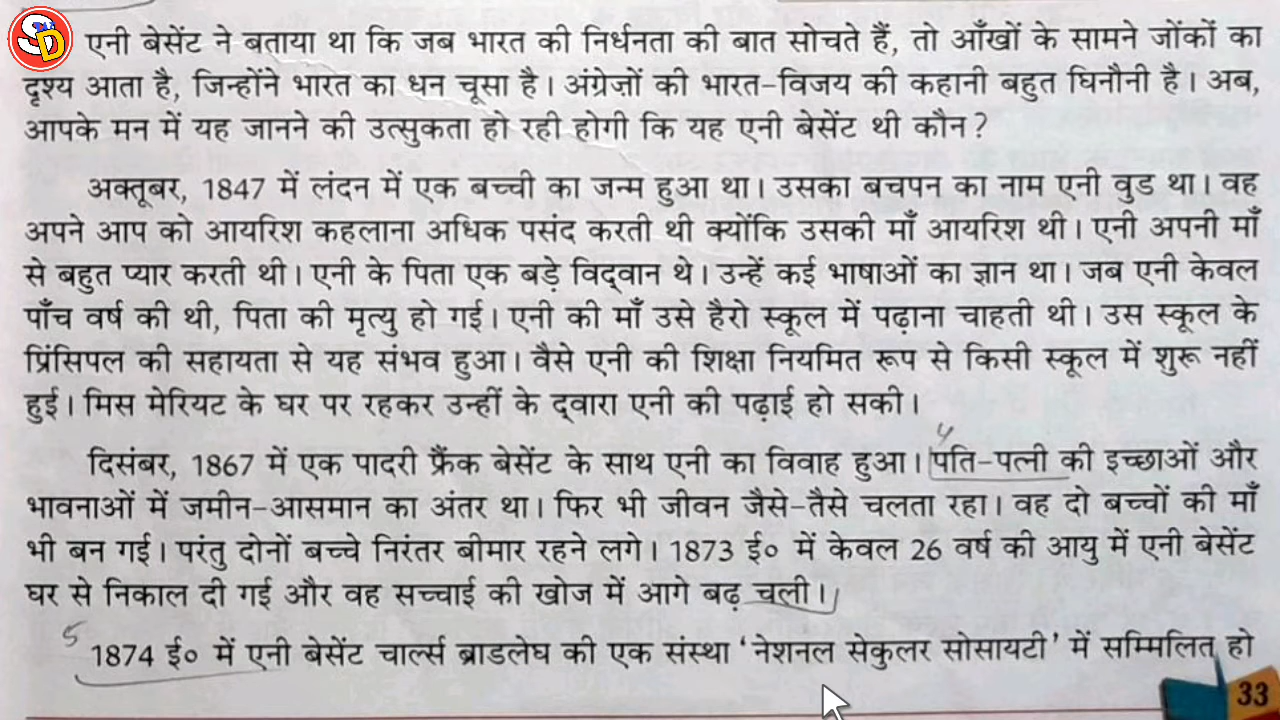 SD
एनी बेसेंट ने बताया था कि जब भारत की निर्धनता की बात सोचते हैं, तो आँखों के सामने जोंकों का
दृश्य आता है, जिन्होंने भारत का धन चूसा है। अंग्रेज़ों की भारत-विजय की कहानी बहुत घिनौनी है। अब,
आपके मन में यह जानने की उत्सुकता हो रही होगी कि यह एनी बेसेंट थी कौन?
अक्तूबर, 1847 में लंदन में एक बच्ची का जन्म हुआ था। उसका बचपन का नाम एनी वुड था। वह
अपने आप को आयरिश कहलाना अधिक पसंद करती थी क्योंकि उसकी माँ आयरिश थी। एनी अपनी माँ
से बहुत प्यार करती थी। एनी के पिता एक बड़े विद्‌वान थे। उन्हें कई भाषाओं का ज्ञान था। जब एनी केवल
पाँच वर्ष की थी, पिता की मृत्यु हो गई। एनी की माँ उसे हैरो स्कूल में पढ़ाना चाहती थी। उस स्कूल के
प्रिंसिपल की सहायता से यह संभव हुआ। वैसे एनी की शिक्षा नियमित रूप से किसी स्कूल में शुरू नहीं
हुई। मिस मेरियट के घर पर रहकर उन्हीं के द्‌वारा एनी की पढ़ाई हो सकी।
4
दिसंबर, 1867 में एक पादरी फ्रैंक बेसेंट के साथ एनी का विवाह हुआ। पति-पत्नी की इच्छाओं और
भावनाओं में जमीन-आसमान का अंतर था। फिर भी जीवन जैसे-तैसे चलता रहा। वह दो बच्चों की माँ
भी बन गई। परंतु दोनों बच्चे निरंतर बीमार रहने लगे। 1873 ई० में केवल 26 वर्ष की आयु में एनी बेसेंट
घर से निकाल दी गई और वह सच्चाई की खोज में आगे बढ़ चली।
5
1874 ई० में एनी बेसेंट चार्ल्स ब्राडलेघ की एक संस्था ‘नेशनल सेकुलर सोसायटी’ में सम्मिलित हो
33